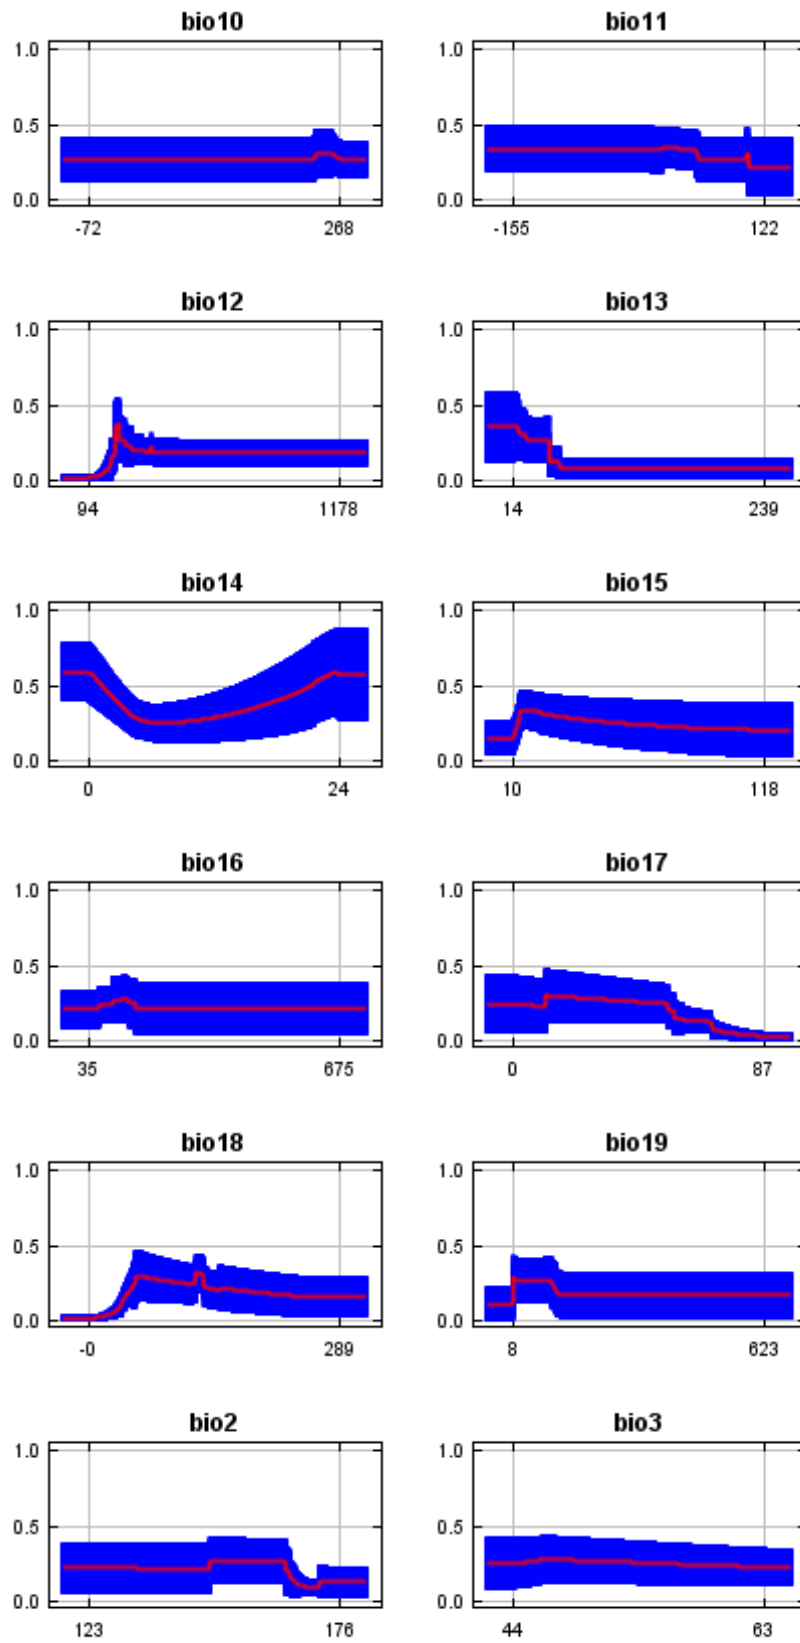 bio10 bio11
1.0 1.0
0.5 0.5
0.0 0.0
-72 268 -155 122
bio12 bio13
1.0 1.0
0.5 0.5
0.0 0.0
94 1178 14 239
bio14 bio15
1.0 1.0
0.5 0.5
0.0 0.0
0 24 10 118
bio16 bio17
1.0 1.0
0.5 0.5
0.0 0.0
35 675 0 87
bio18 bio19
1.0 1.0
0.5 0.5
0.0 0.0
-0 289 8 623
bio2 bio3
1.0 1.0
0.5 0.5
0.0 0.0
123 176 44 63